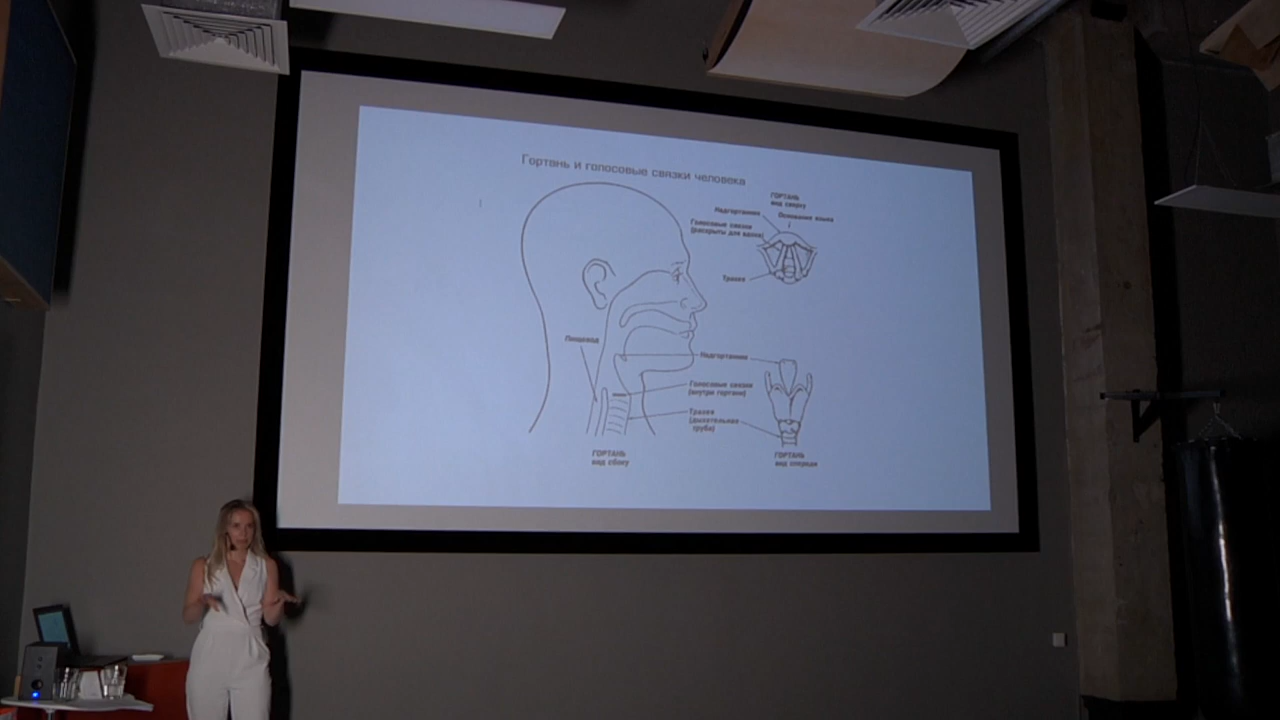 Гортань и голосовые связки человека
ГОРТАНЬ
вид сверху
Надгортанник
Основание языка
Голосовые связки
(раскрыты для вдоха)
Трахея
Пищевод
Надгортанник
Голосовые связки
(внутри гортани)
Трахея
(дыхательная
труба)
ГОРТАНЬ
вид сбоку
ГОРТАНЬ
вид спереди